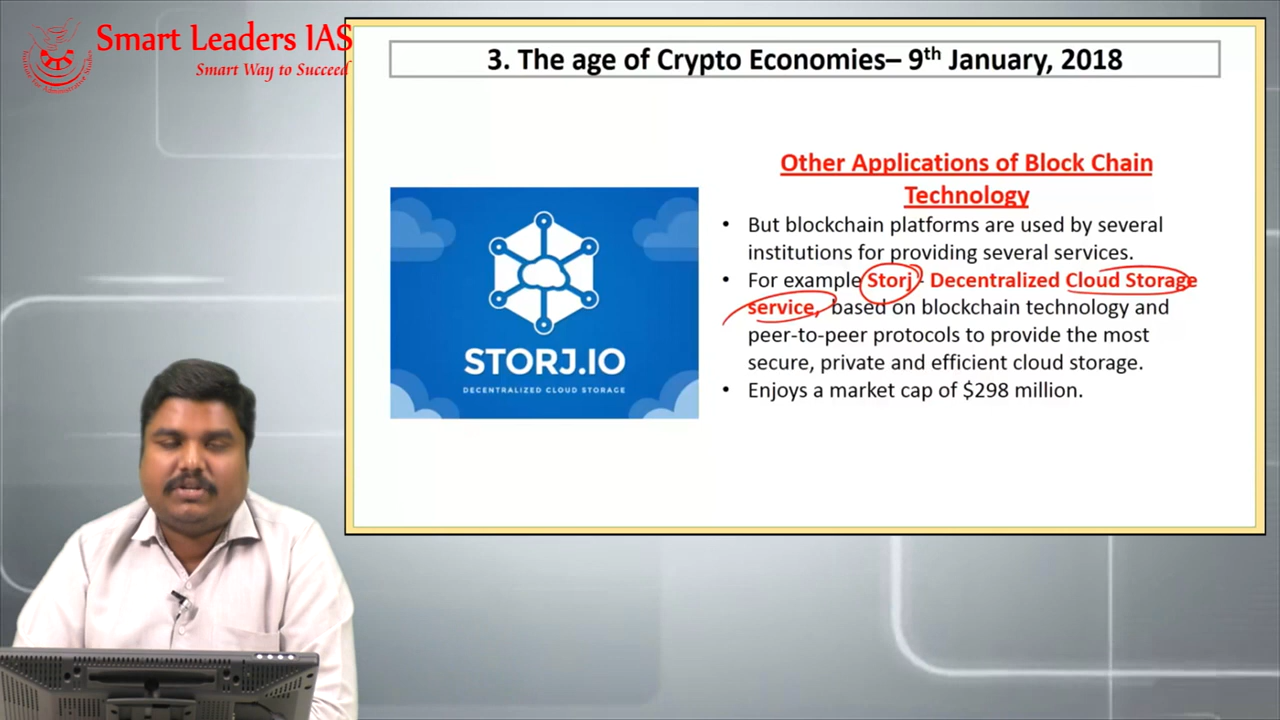 Smart Leaders IAS
Smart Way to Succeed
3. The age of Crypto Economies– 9th January, 2018
Other Applications of Block Chain
Technology
• But blockchain platforms are used by several
institutions for providing several services.
• For example Storj - Decentralized Cloud Storage
service, based on blockchain technology and
peer-to-peer protocols to provide the most
secure, private and efficient cloud storage.
• Enjoys a market cap of $298 million.
STORJ.IO
DECENTRALIZED CLOUD STORAGE